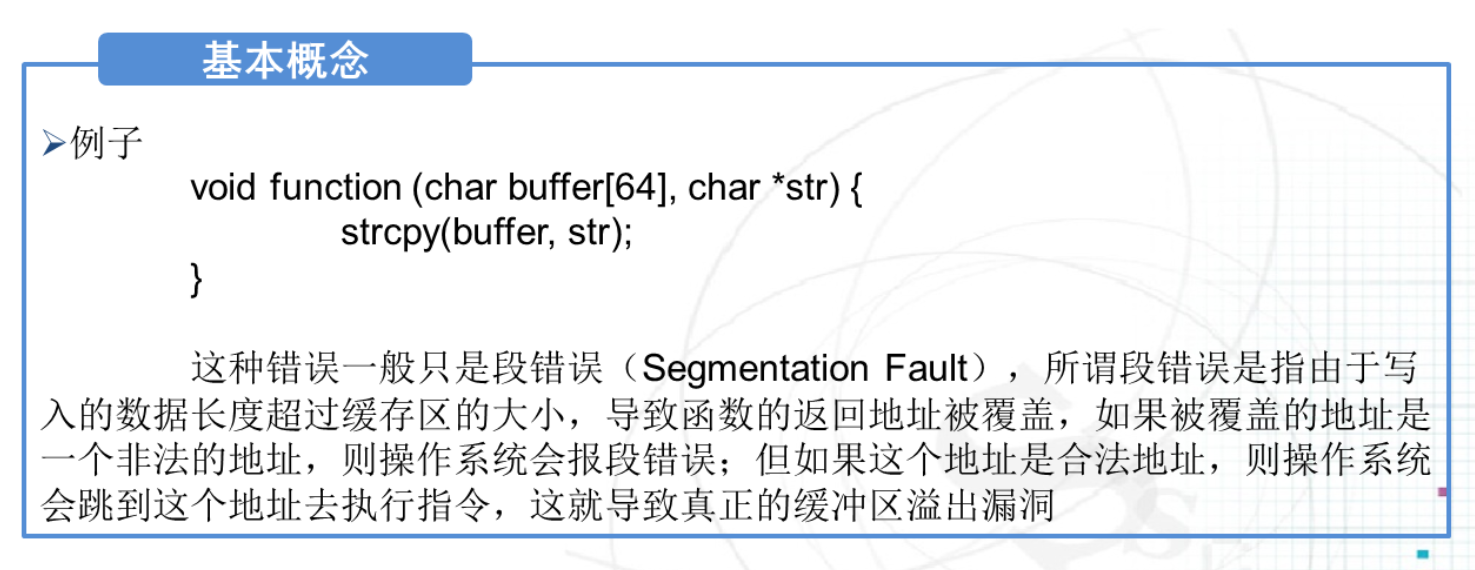 基本概念
➢例子
void function (char buffer[64], char *str) {
strcpy(buffer, str);
}
这种错误一般只是段错误（Segmentation Fault），所谓段错误是指由于写
入的数据长度超过缓存区的大小，导致函数的返回地址被覆盖，如果被覆盖的地址是
一个非法的地址，则操作系统会报段错误；但如果这个地址是合法地址，则操作系统
会跳到这个地址去执行指令，这就导致真正的缓冲区溢出漏洞